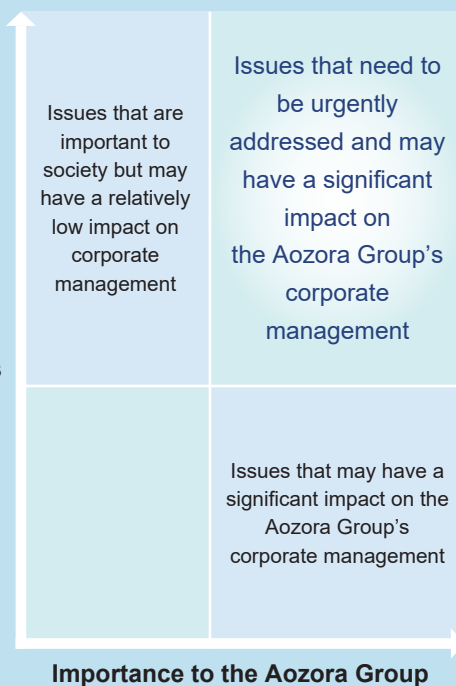 Issues that are
important to
society but may
have a relatively
low impact on
corporate
management
Issues that need to
be urgently
addressed and may
have a significant
impact on
the Aozora Group's
corporate
management
Issues that may have a
significant impact on the
Aozora Group's
corporate management
Importance to the Aozora Group